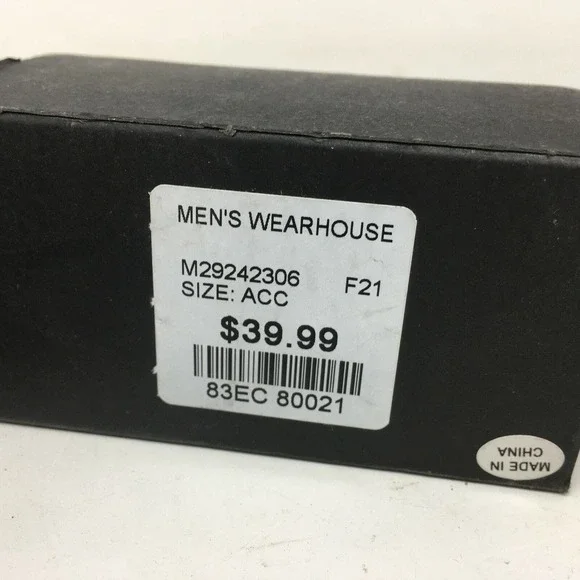 MEN'S WEARHOUSE
M29242306 F21
SIZE: ACC
$39.99
83EC 80021
MADE IN
CHINA